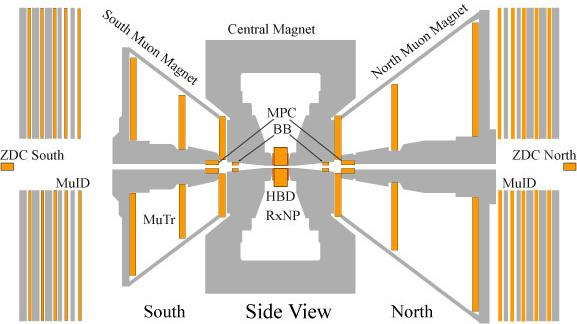 South Muon Magnet
Central Magnet
North Muon Magnet
MPC
BB
ZDC South
ZDC North
MuID
MuID
HBD
RxNP
MuTr
South
Side View
North